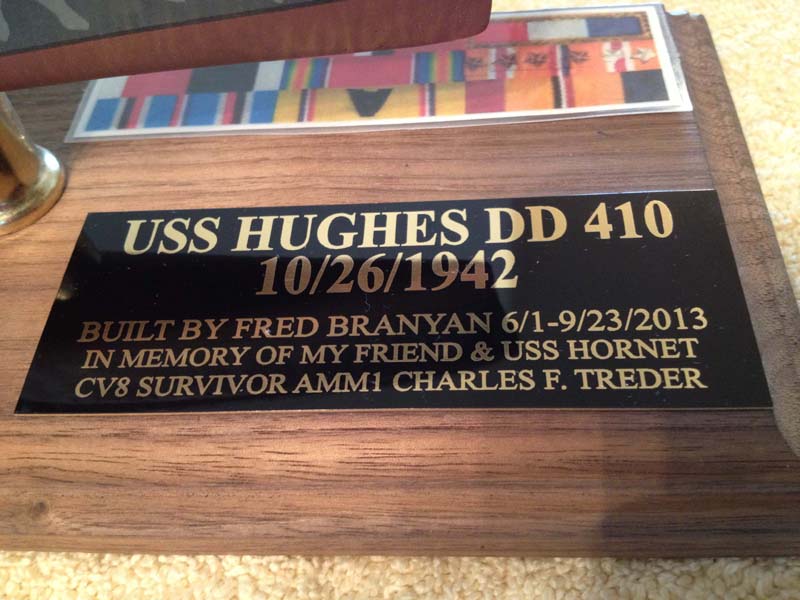 USS HUGHES DD 410
10/26/1942
BUILT BY FRED BRANYAN 6/1-9/23/2013
IN MEMORY OF MY FRIEND & USS HORNET
CV8 SURVIVOR AMM1 CHARLES F. TREDER